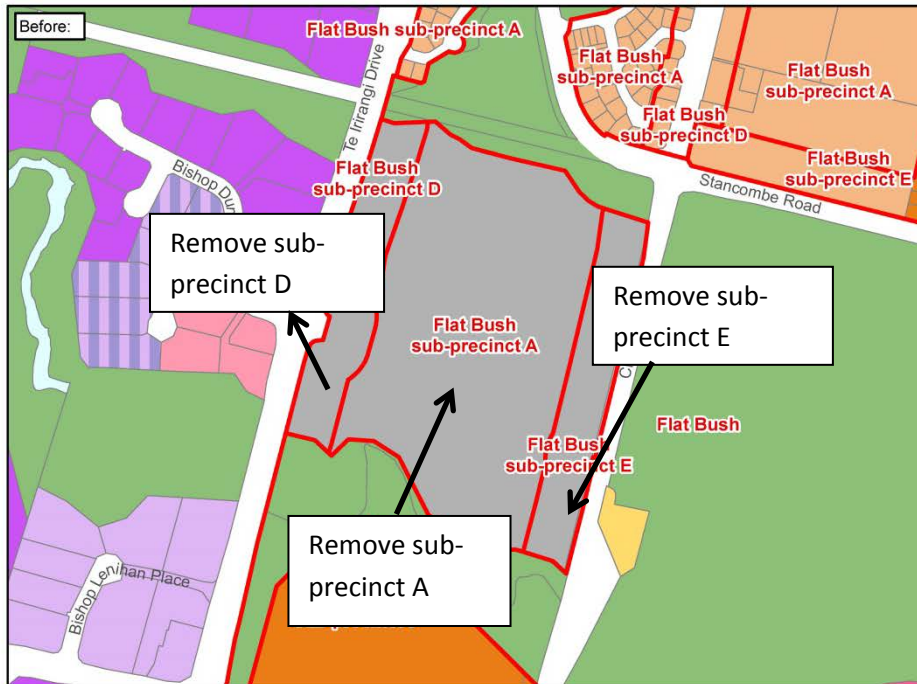 Before:
Flat Bush sub-precinct A
Te Irirangi Drive
Flat Bush
sub-precinct A
Flat Bush
sub-precinct A
Flat Bush
sub-precinct D
Flat Bush
sub-precinct E
Stancombe Road
Flat Bush
sub-precinct D
Bishop
Remove sub-
precinct D
Remove sub-
precinct E
Flat Bush
sub-precinct A
Flat Bush
Flat Bush
sub-precinct E
Remove sub-
precinct A
Bishop Lenihan Place